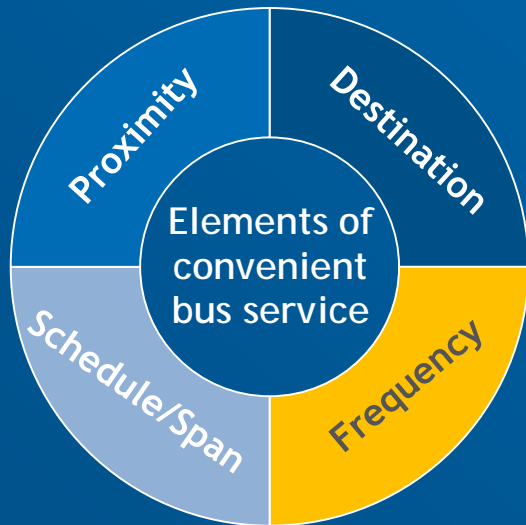 Proximity
Destination
Elements of
convenient
bus service
Schedule/Span
Frequency